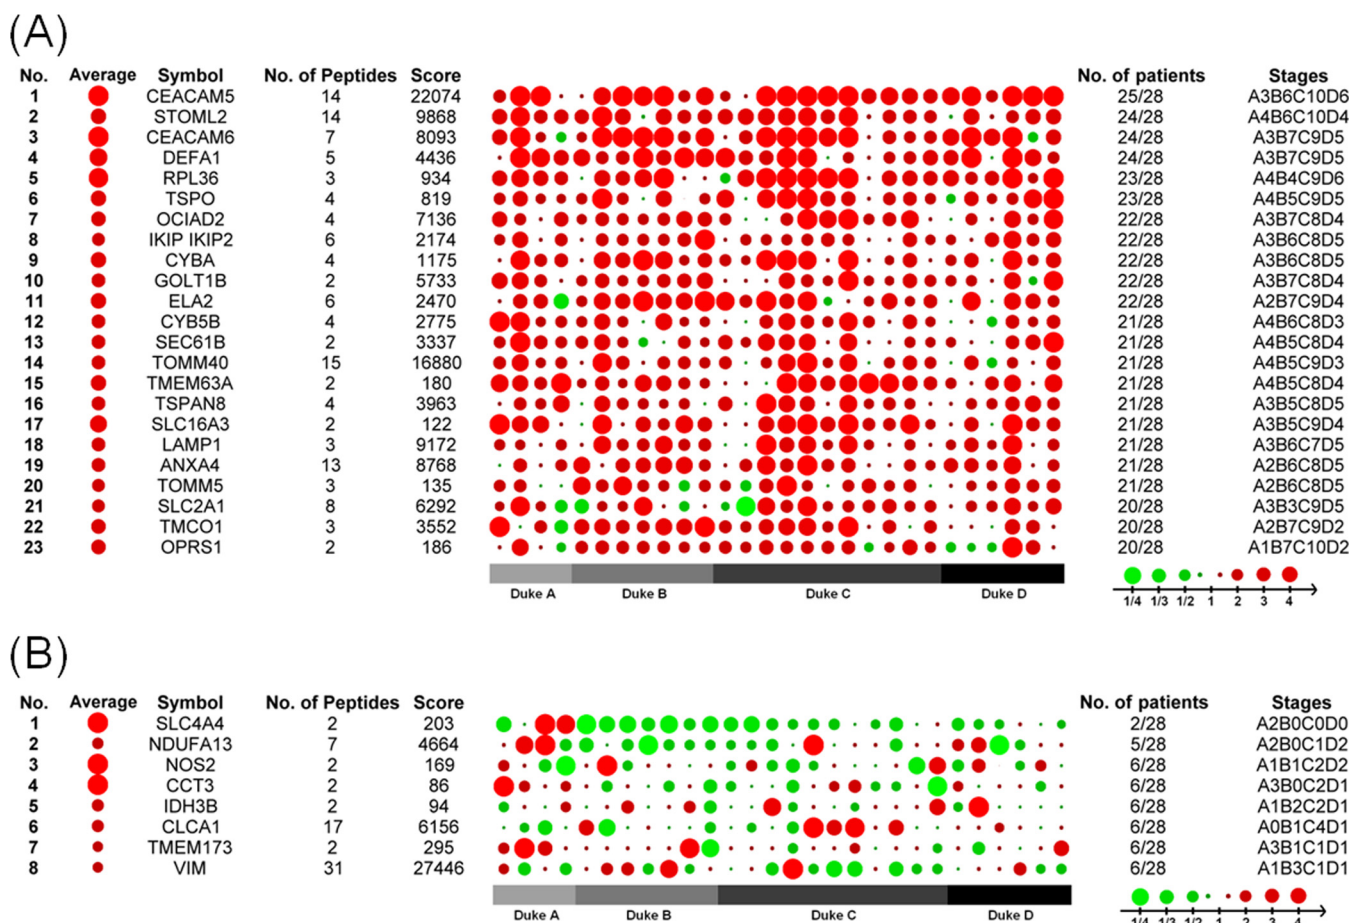 (A)
No. Average Symbol No. of Peptides Score No. of patients Stages
1 CEACAM5 14 22074 25/28 A3B6C10D6
2 STOML2 14 9868 24/28 A4B6C10D4
3 CEACAM6 7 8093 24/28 A3B7C9D5
4 DEFA1 5 4436 24/28 A3B7C9D5
5 RPL36 3 934 23/28 A4B4C9D6
6 TSPO 4 819 23/28 A4B5C9D5
7 OCIAD2 4 7136 22/28 A3B7C8D4
8 IKIP IKIP2 6 2174 22/28 A3B6C8D5
9 CYBA 4 1175 22/28 A3B6C8D5
10 GOLT1B 2 5733 22/28 A3B7C8D4
11 ELA2 6 2470 22/28 A2B7C9D4
12 CYB5B 4 2775 21/28 A4B6C8D3
13 SEC61B 2 3337 21/28 A4B5C8D4
14 TOMM40 15 16880 21/28 A4B5C9D3
15 TMEM63A 2 180 21/28 A4B5C8D4
16 TSPAN8 4 3963 21/28 A3B5C8D5
17 SLC16A3 2 122 21/28 A3B5C9D4
18 LAMP1 3 9172 21/28 A3B6C7D5
19 ANXA4 13 8768 21/28 A2B6C8D5
20 TOMM5 3 135 21/28 A2B6C8D5
21 SLC2A1 8 6292 20/28 A3B3C9D5
22 TMCO1 3 3552 20/28 A2B7C9D2
23 OPRS1 2 186 20/28 A1B7C10D2
Duke A Duke B Duke C Duke D
1/4 1/3 1/2 1 2 3 4
(B)
No. Average Symbol No. of Peptides Score No. of patients Stages
1 SLC4A4 2 203 2/28 A2B0C0D0
2 NDUFA13 7 4664 5/28 A2B0C1D2
3 NOS2 2 169 6/28 A1B1C2D2
4 CCT3 2 86 6/28 A3B0C2D1
5 IDH3B 2 94 6/28 A1B2C2D1
6 CLCA1 17 6156 6/28 A0B1C4D1
7 TMEM173 2 295 6/28 A3B1C1D1
8 VIM 31 27446 6/28 A1B3C1D1
Duke A Duke B Duke C Duke D
1/4 1/3 1/2 1 2 3 4